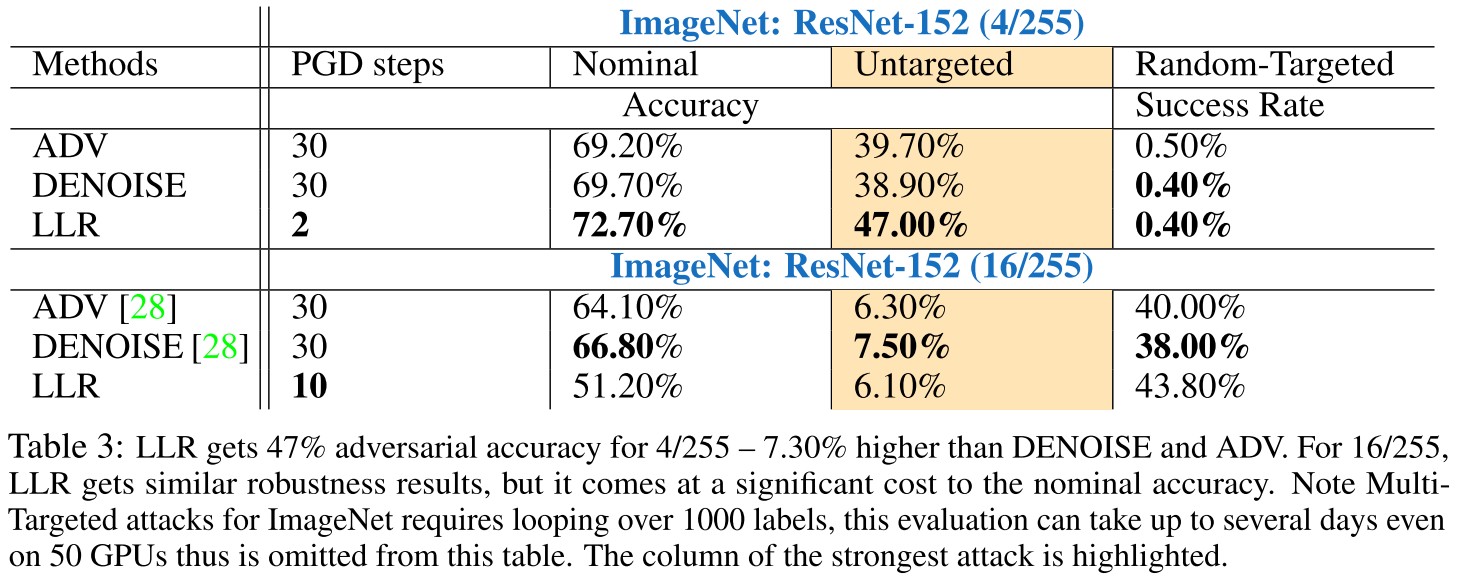 ImageNet: ResNet-152 (4/255)
Methods PGD steps Nominal Untargeted Random-Targeted
Accuracy Success Rate
ADV 30 69.20% 39.70% 0.50%
DENOISE 30 69.70% 38.90% 0.40%
LLR 2 72.70% 47.00% 0.40%
ImageNet: ResNet-152 (16/255)
ADV [28] 30 64.10% 6.30% 40.00%
DENOISE [28] 30 66.80% 7.50% 38.00%
LLR 10 51.20% 6.10% 43.80%
Table 3: LLR gets 47% adversarial accuracy for 4/255 – 7.30% higher than DENOISE and ADV. For 16/255,
LLR gets similar robustness results, but it comes at a significant cost to the nominal accuracy. Note Multi-
Targeted attacks for ImageNet requires looping over 1000 labels, this evaluation can take up to several days even
on 50 GPUs thus is omitted from this table. The column of the strongest attack is highlighted.